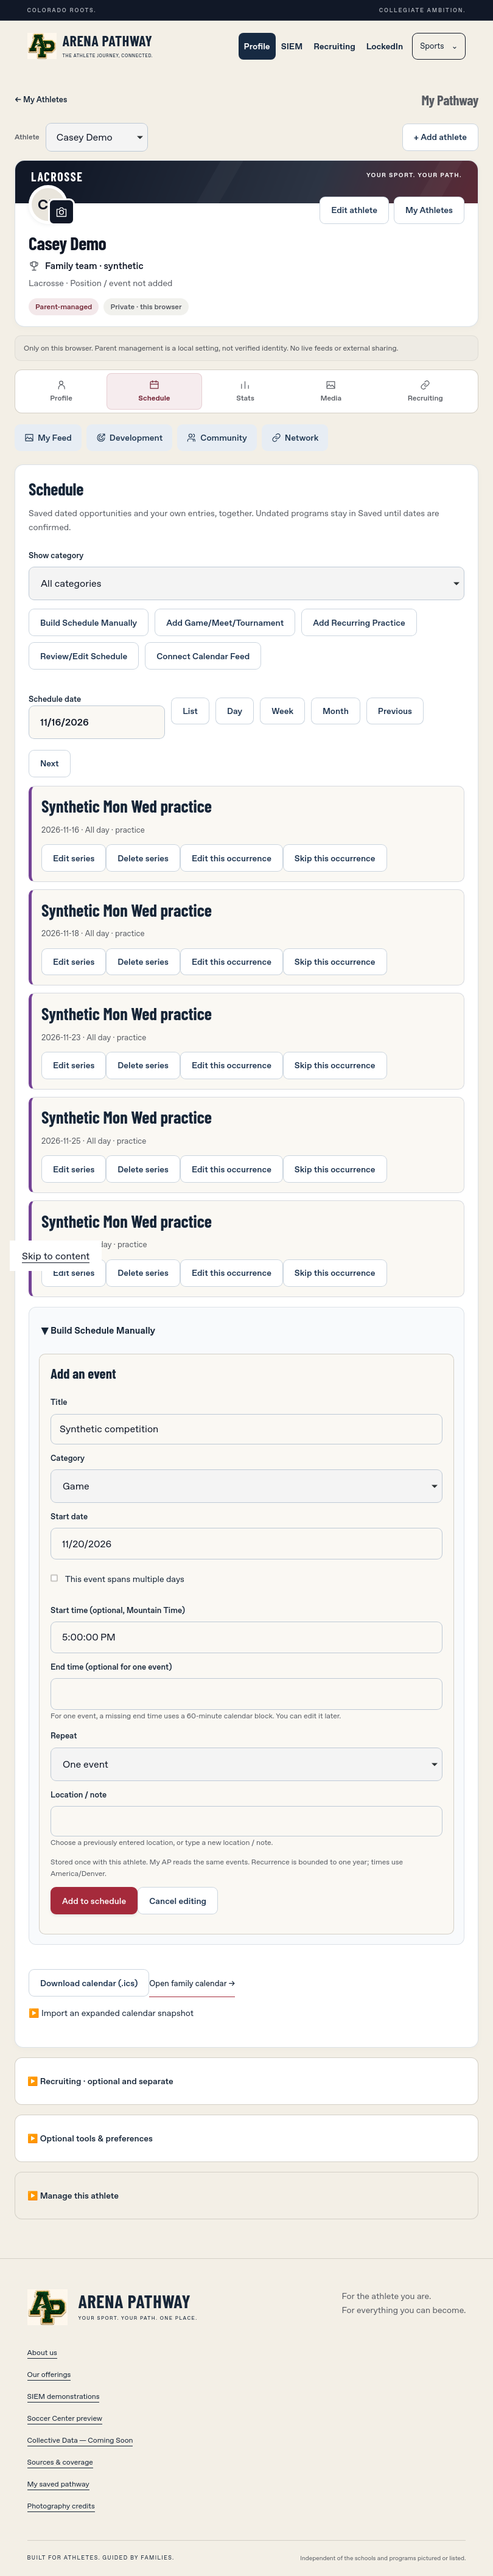 COLORADO ROOTS. COLLEGIATE AMBITION.
ARENA PATHWAY
THE ATHLETE JOURNEY, CONNECTED.
Profile SIEM Recruiting LockedIn Sports
← My Athletes My Pathway
Athlete Casey Demo + Add athlete
LACROSSE YOUR SPORT. YOUR PATH.
C
Edit athlete My Athletes
Casey Demo
Family team · synthetic
Lacrosse · Position / event not added
Parent-managed Private · this browser
Only on this browser. Parent management is a local setting, not verified identity. No live feeds or external sharing.
Profile Schedule Stats Media Recruiting
My Feed Development Community Network
Schedule
Saved dated opportunities and your own entries, together. Undated programs stay in Saved until dates are
confirmed.
Show category
All categories
Build Schedule Manually Add Game/Meet/Tournament Add Recurring Practice
Review/Edit Schedule Connect Calendar Feed
Schedule date
11/16/2026 List Day Week Month Previous
Next
Synthetic Mon Wed practice
2026-11-16 · All day · practice
Edit series Delete series Edit this occurrence Skip this occurrence
Synthetic Mon Wed practice
2026-11-18 · All day · practice
Edit series Delete series Edit this occurrence Skip this occurrence
Synthetic Mon Wed practice
2026-11-23 · All day · practice
Edit series Delete series Edit this occurrence Skip this occurrence
Synthetic Mon Wed practice
2026-11-25 · All day · practice
Edit series Delete series Edit this occurrence Skip this occurrence
Synthetic Mon Wed practice
day · practice
Skip to content
Edit series Delete series Edit this occurrence Skip this occurrence
▼ Build Schedule Manually
Add an event
Title
Synthetic competition
Category
Game
Start date
11/20/2026
This event spans multiple days
Start time (optional, Mountain Time)
5:00:00 PM
End time (optional for one event)
For one event, a missing end time uses a 60-minute calendar block. You can edit it later.
Repeat
One event
Location / note
Choose a previously entered location, or type a new location / note.
Stored once with this athlete. My AP reads the same events. Recurrence is bounded to one year; times use
America/Denver.
Add to schedule Cancel editing
Download calendar (.ics) Open family calendar →
Import an expanded calendar snapshot
Recruiting · optional and separate
Optional tools & preferences
Manage this athlete
ARENA PATHWAY
YOUR SPORT. YOUR PATH. ONE PLACE.
For the athlete you are.
For everything you can become.
About us
Our offerings
SIEM demonstrations
Soccer Center preview
Collective Data — Coming Soon
Sources & coverage
My saved pathway
Photography credits
BUILT FOR ATHLETES. GUIDED BY FAMILIES. Independent of the schools and programs pictured or listed.